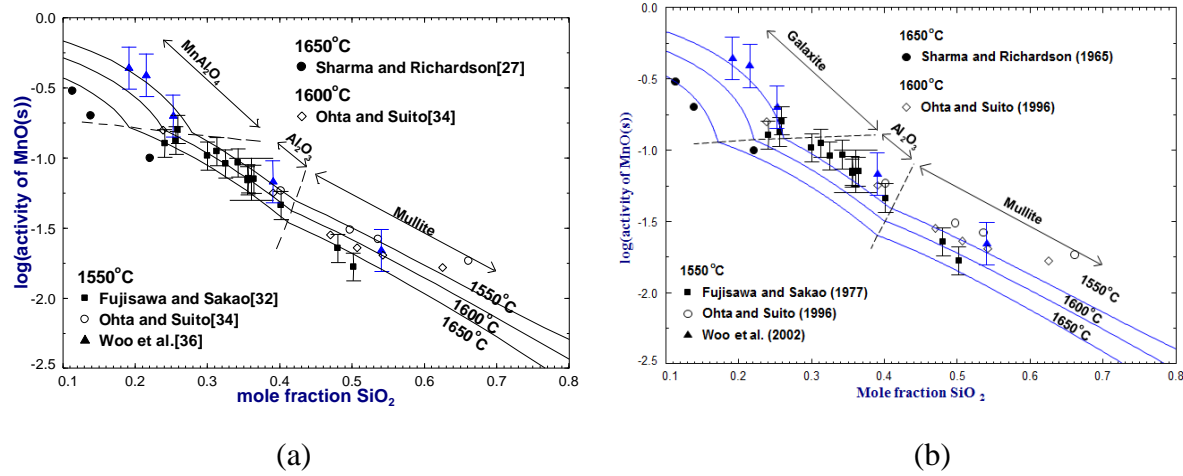 (a)
0.0
-0.5
-1.0
-1.5
-2.0
-2.5
log(activity of MnO(s))
0.1 0.2 0.3 0.4 0.5 0.6 0.7 0.8
mole fraction SiO2
MnAl2O4
Al2O3
Mullite
1650°C
Sharma and Richardson[27]
1600°C
Ohta and Suito[34]
1550°C
Fujisawa and Sakao[32]
Ohta and Suito[34]
Woo et al.[36]
1550°C
1600°C
1650°C
(a)
(b)
0.0
-0.5
-1.0
-1.5
-2.0
-2.5
log(activity of MnO(s))
0.1 0.2 0.3 0.4 0.5 0.6 0.7 0.8
Mole fraction SiO 2
Galaxite
Al2O3
Mullite
1650°C
Sharma and Richardson (1965)
1600°C
Ohta and Suito (1996)
1550°C
Fujisawa and Sakao (1977)
Ohta and Suito (1996)
Woo et al. (2002)
1550°C
1600°C
1650°C
(b)